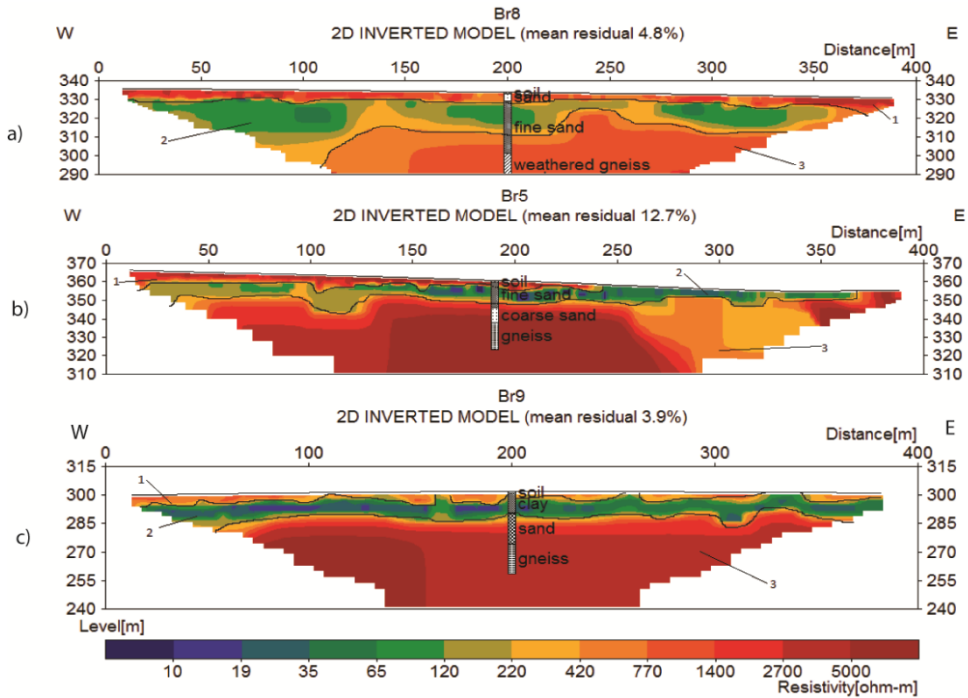 Br8
W 2D INVERTED MODEL (mean residual 4.8%) E
Distance[m]
0 50 100 150 200 250 300 350 400
a)
340 340
330 330
320 320
310 310
300 300
290 290
soil
sand
fine sand
weathered gneiss
1
2
3
Br5
W 2D INVERTED MODEL (mean residual 12.7%) E
Distance[m]
0 50 100 150 200 250 300 350 400
b)
370 370
360 360
350 350
340 340
330 330
320 320
310 310
soil
fine sand
coarse sand
gneiss
1
2
3
Br9
W 2D INVERTED MODEL (mean residual 3.9%) E
Distance[m]
0 100 200 300 400
c)
315 315
300 300
285 285
270 270
255 255
240 240
soil
clay
sand
gneiss
1
2
3
Level[m]
10 19 35 65 120 220 420 770 1400 2700 5000
Resistivity[ohm-m]